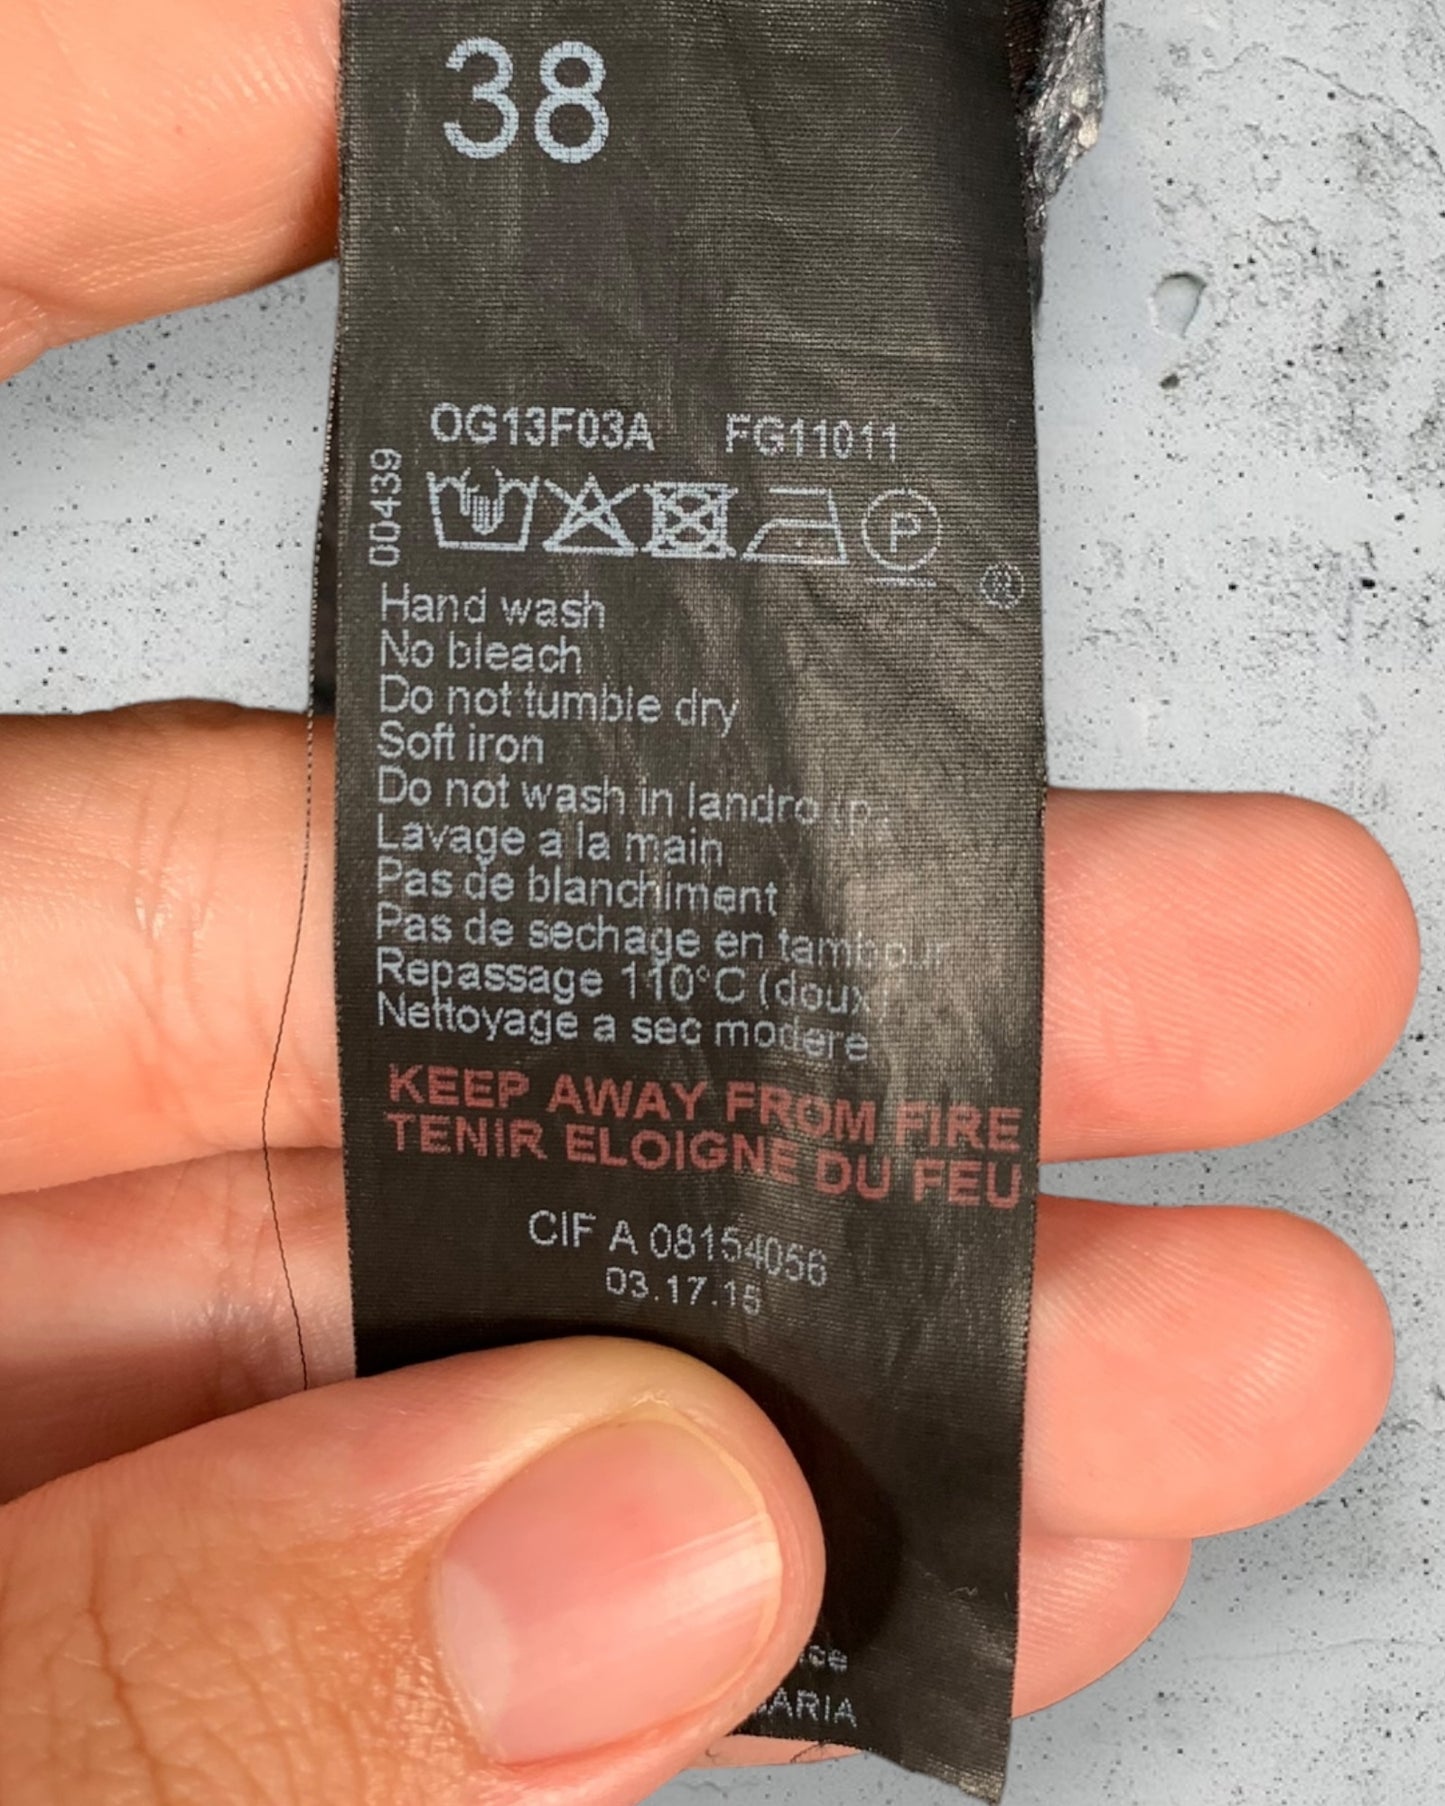 38
OG13F03A FG11011
00439
P
®
Hand wash
No bleach
Do not tumble dry
Soft iron
Do not wash in landro (p.
Lavage a la main
Pas de blanchiment
Pas de sechage en tambour
Repassage 110°C (doux)
Nettoyage a sec modere
KEEP AWAY FROM FIRE
TENIR ELOIGNE DU FEU
CIF A 08154056
03.17.15